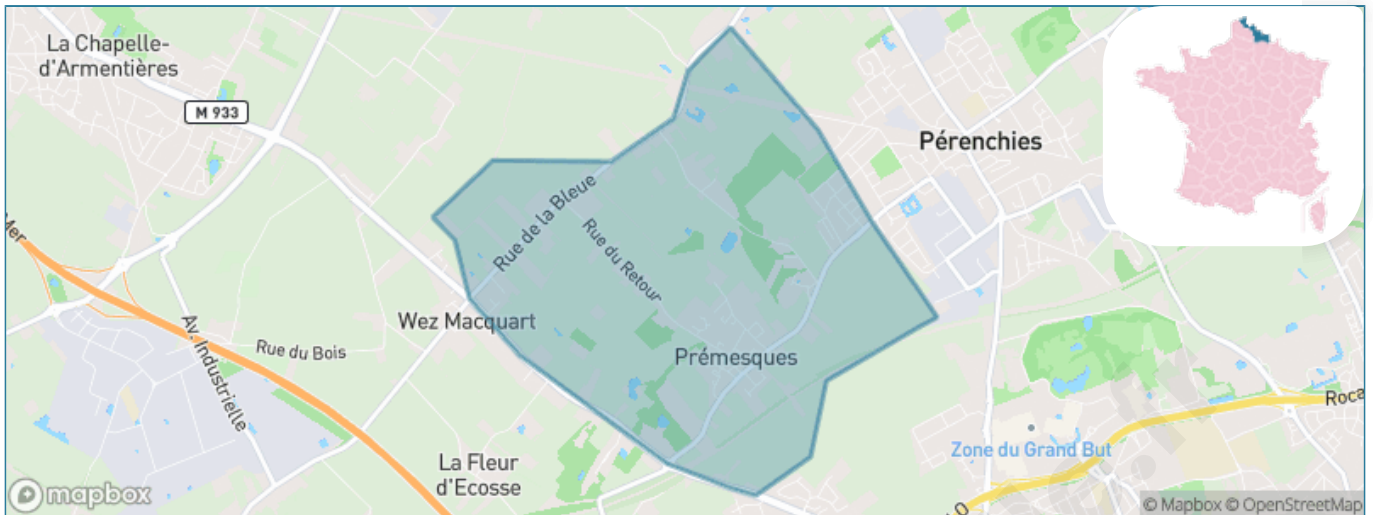 La Chapelle-
d'Armentières
M 933
Pérenchies
Mer
Rue de la Bleue
Rue du Retour
Wez Macquart
Av. Industrielle
Rue du Bois
Prémesques
Roca
Zone du Grand But
La Fleur
d'Ecosse
LO
mapbox
© Mapbox © OpenStreetMap